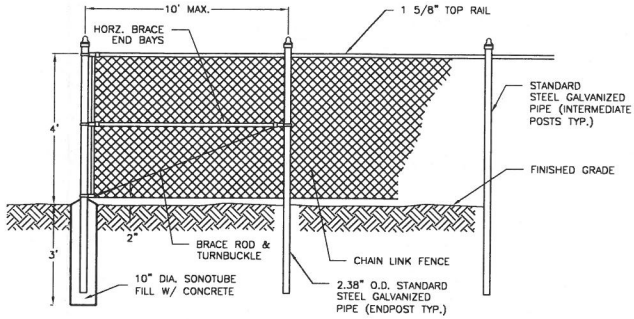 10' MAX.
1 5/8" TOP RAIL
HORZ. BRACE
END BAYS
STANDARD
STEEL GALVANIZED
PIPE (INTERMEDIATE
POSTS TYP.)
4'
FINISHED GRADE
2"
BRACE ROD &
TURNBUCKLE
CHAIN LINK FENCE
3'
10" DIA. SONOTUBE
FILL W/ CONCRETE
2.38" O.D. STANDARD
STEEL GALVANIZED
PIPE (ENDPOST TYP.)